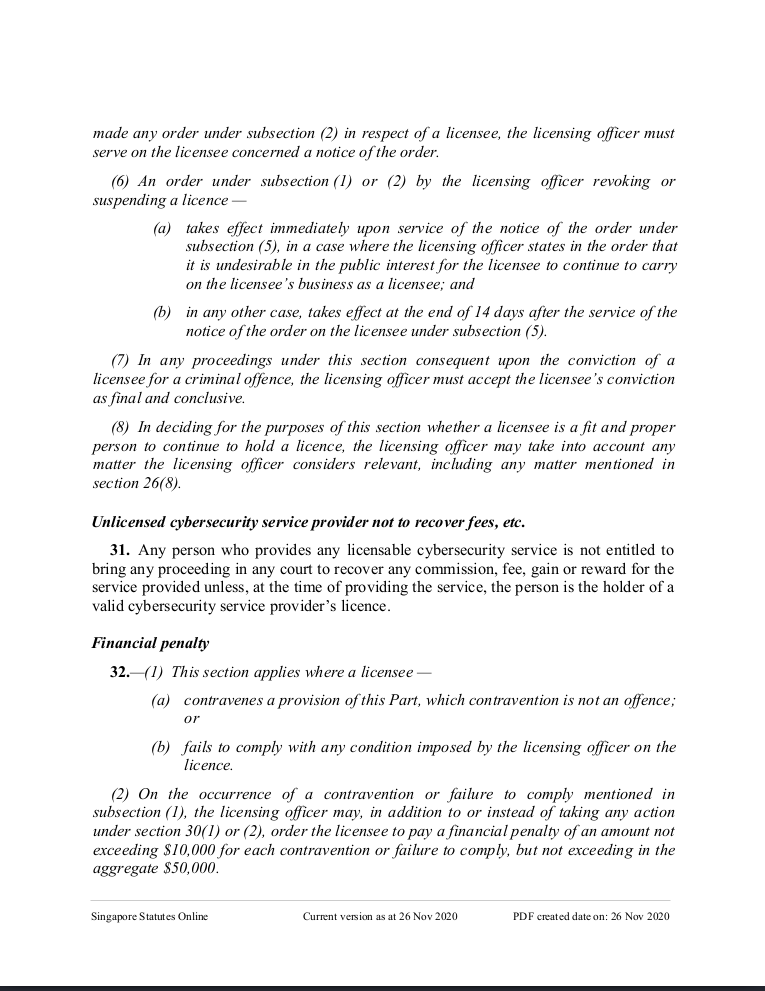 made any order under subsection (2) in respect of a licensee, the licensing officer must
serve on the licensee concerned a notice of the order.
(6) An order under subsection (1) or (2) by the licensing officer revoking or
suspending a licence —
(a) takes effect immediately upon service of the notice of the order under
subsection (5), in a case where the licensing officer states in the order that
it is undesirable in the public interest for the licensee to continue to carry
on the licensee’s business as a licensee; and
(b) in any other case, takes effect at the end of 14 days after the service of the
notice of the order on the licensee under subsection (5).
(7) In any proceedings under this section consequent upon the conviction of a
licensee for a criminal offence, the licensing officer must accept the licensee’s conviction
as final and conclusive.
(8) In deciding for the purposes of this section whether a licensee is a fit and proper
person to continue to hold a licence, the licensing officer may take into account any
matter the licensing officer considers relevant, including any matter mentioned in
section 26(8).
Unlicensed cybersecurity service provider not to recover fees, etc.
31. Any person who provides any licensable cybersecurity service is not entitled to
bring any proceeding in any court to recover any commission, fee, gain or reward for the
service provided unless, at the time of providing the service, the person is the holder of a
valid cybersecurity service provider’s licence.
Financial penalty
32.—(1) This section applies where a licensee —
(a) contravenes a provision of this Part, which contravention is not an offence;
or
(b) fails to comply with any condition imposed by the licensing officer on the
licence.
(2) On the occurrence of a contravention or failure to comply mentioned in
subsection (1), the licensing officer may, in addition to or instead of taking any action
under section 30(1) or (2), order the licensee to pay a financial penalty of an amount not
exceeding $10,000 for each contravention or failure to comply, but not exceeding in the
aggregate $50,000.
Singapore Statutes Online Current version as at 26 Nov 2020 PDF created date on: 26 Nov 2020